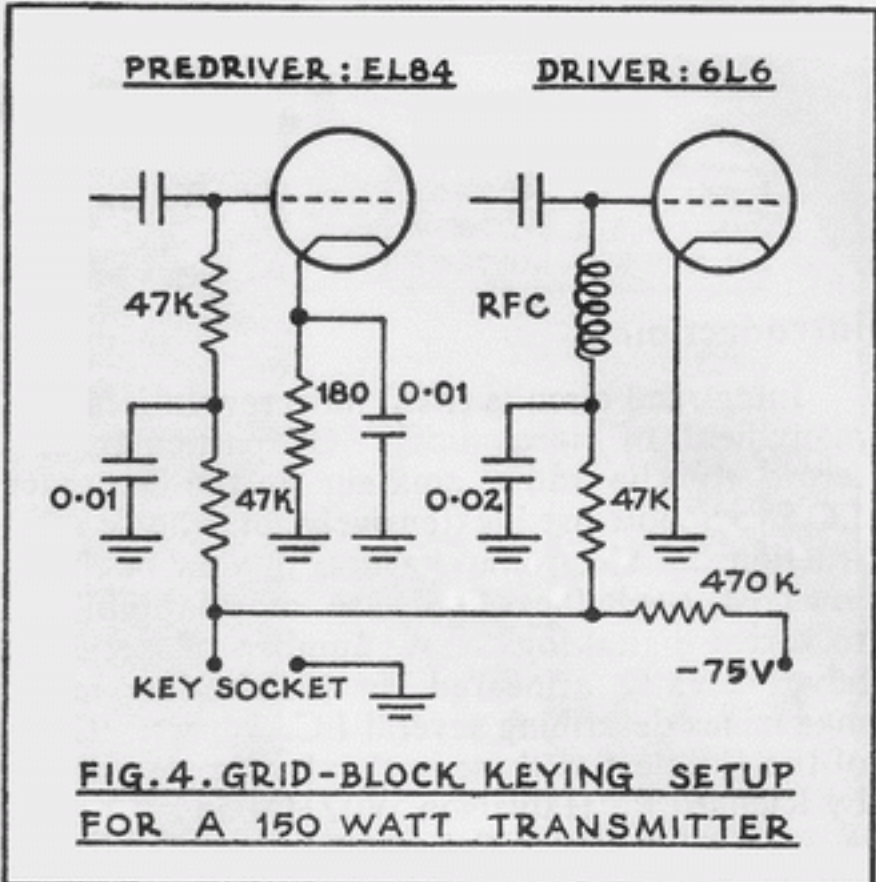 PREDRIVER: EL84 DRIVER: 6L6
47K
RFC
180 0·01
0·01 47K
0·02 47K
470K
-75V
KEY SOCKET
FIG.4. GRID-BLOCK KEYING SETUP
FOR A 150 WATT TRANSMITTER